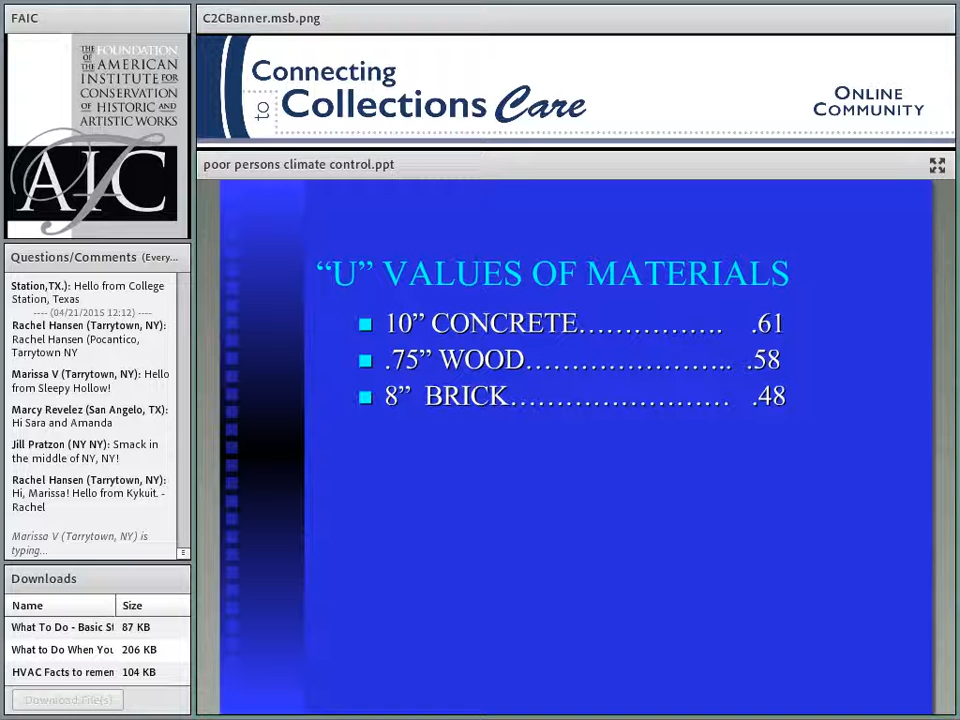 FAIC
THE FOUNDATION
OF THE AMERICAN
INSTITUTE FOR
CONSERVATION
OF HISTORIC AND
ARTISTIC WORKS
AIC
C2CBanner.msb.png
Connecting
to Collections Care
ONLINE
COMMUNITY
poor persons climate control.ppt
Questions/Comments (Every...
Station,TX.): Hello from College
Station, Texas
---- (04/21/2015 12:12) ----
Rachel Hansen (Tarrytown, NY):
Rachel Hansen (Pocantico,
Tarrytown NY
Marissa V (Tarrytown, NY): Hello
from Sleepy Hollow!
Marcy Revelez (San Angelo, TX):
Hi Sara and Amanda
Jill Pratzon (NY NY): Smack in
the middle of NY, NY!
Rachel Hansen (Tarrytown, NY):
Hi, Marissa! Hello from Kykuit. -
Rachel
Marissa V (Tarrytown, NY) is
typing...
Downloads
Name Size
What To Do - Basic St 87 KB
What to Do When You 206 KB
HVAC Facts to remen 104 KB
Download File(s)
“U” VALUES OF MATERIALS
10” CONCRETE……………. .61
.75” WOOD………………….. .58
8” BRICK…………………… .48